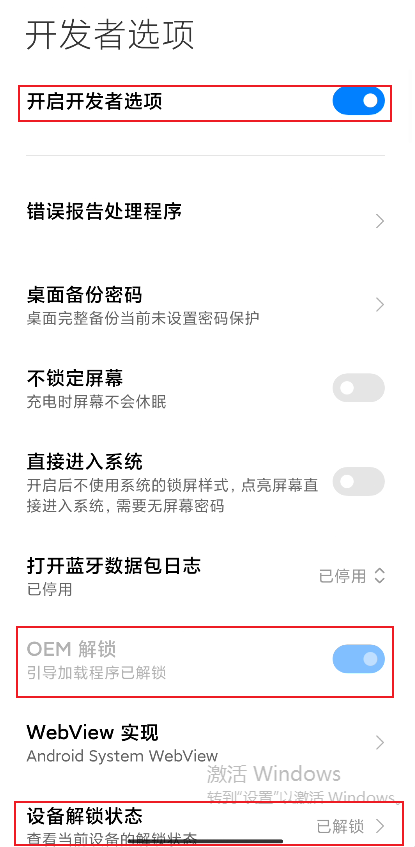 开发者选项
开启开发者选项
错误报告处理程序
桌面备份密码
桌面完整备份当前未设置密码保护
不锁定屏幕
充电时屏幕不会休眠
直接进入系统
开启后不使用系统的锁屏样式，点亮屏幕直
接进入系统，需要无屏幕密码
打开蓝牙数据包日志
已停用
已停用
OEM 解锁
引导加载程序已解锁
WebView 实现
Android System WebView
激活 Windows
转到“设置”以激活 Windows。
设备解锁状态
已解锁
查看当前设备的解锁状态